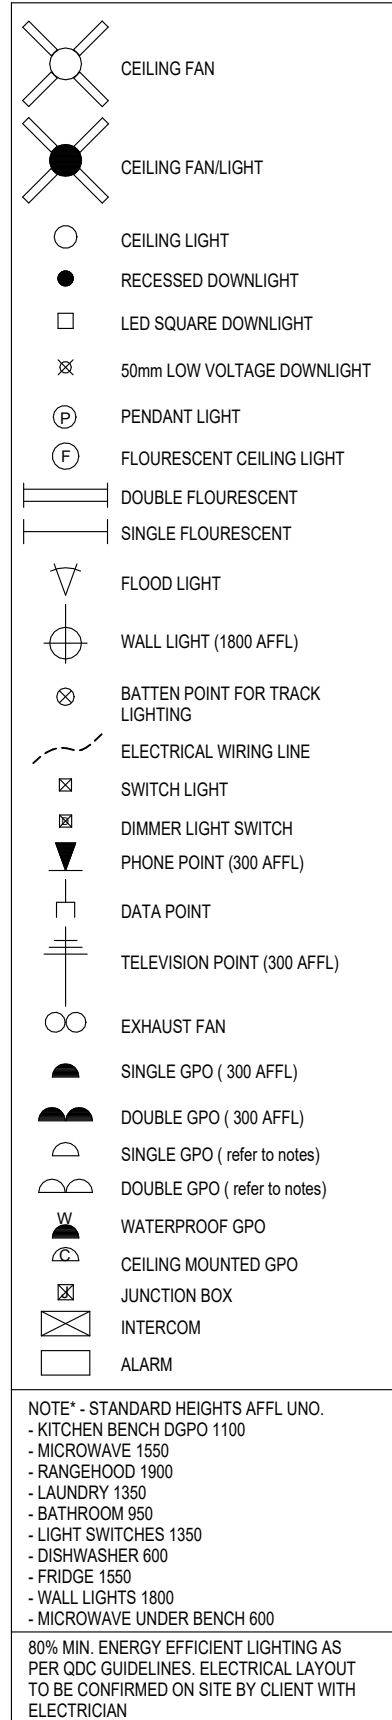 CEILING FAN
CEILING FAN/LIGHT
CEILING LIGHT
RECESSED DOWNLIGHT
LED SQUARE DOWNLIGHT
50mm LOW VOLTAGE DOWNLIGHT
P PENDANT LIGHT
F FLOURESCENT CEILING LIGHT
DOUBLE FLOURESCENT
SINGLE FLOURESCENT
FLOOD LIGHT
WALL LIGHT (1800 AFFL)
BATTEN POINT FOR TRACK
LIGHTING
ELECTRICAL WIRING LINE
SWITCH LIGHT
DIMMER LIGHT SWITCH
PHONE POINT (300 AFFL)
DATA POINT
TELEVISION POINT (300 AFFL)
EXHAUST FAN
SINGLE GPO ( 300 AFFL)
DOUBLE GPO ( 300 AFFL)
SINGLE GPO ( refer to notes)
DOUBLE GPO ( refer to notes)
W WATERPROOF GPO
C CEILING MOUNTED GPO
J JUNCTION BOX
INTERCOM
ALARM
NOTE* - STANDARD HEIGHTS AFFL UNO.
- KITCHEN BENCH DGPO 1100
- MICROWAVE 1550
- RANGEHOOD 1900
- LAUNDRY 1350
- BATHROOM 950
- LIGHT SWITCHES 1350
- DISHWASHER 600
- FRIDGE 1550
- WALL LIGHTS 1800
- MICROWAVE UNDER BENCH 600
80% MIN. ENERGY EFFICIENT LIGHTING AS
PER QDC GUIDELINES. ELECTRICAL LAYOUT
TO BE CONFIRMED ON SITE BY CLIENT WITH
ELECTRICIAN